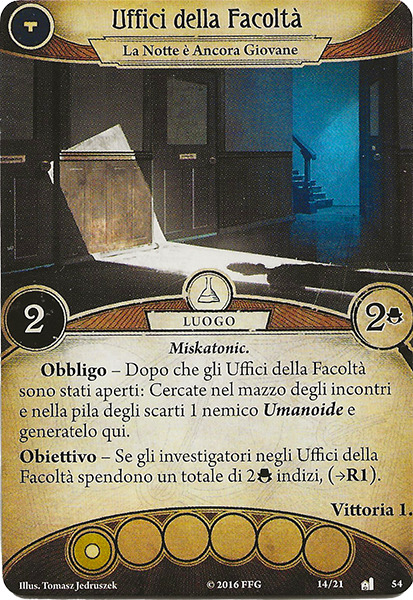 Uffici della Facoltà
La Notte è Ancora Giovane
2
2
LUOGO
Miskatonic.
Obbligo – Dopo che gli Uffici della Facoltà
sono stati aperti: Cercate nel mazzo degli incontri
e nella pila degli scarti 1 nemico Umanoide e
generatelo qui.
Obiettivo – Se gli investigatori negli Uffici della
Facoltà spendono un totale di 2 indizi, (→R1).
Vittoria 1.
Illus. Tomasz Jedruszek © 2016 FFG 14/21 54